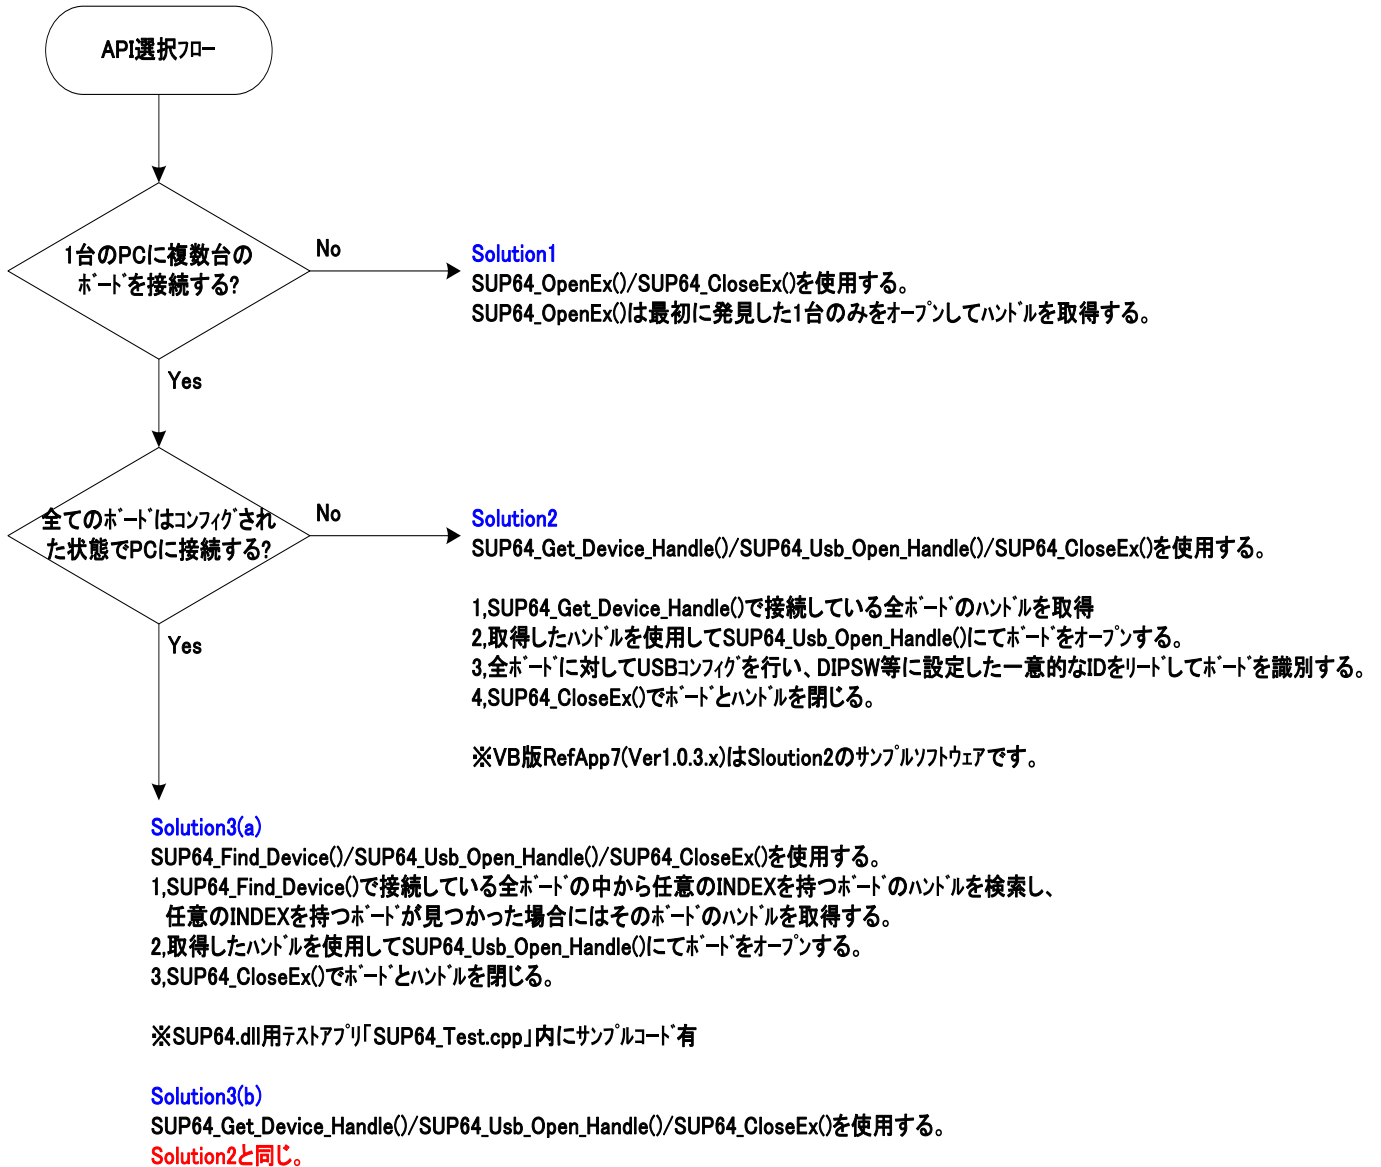 API選択ﾌﾛｰ
1台のPCに複数台の
ﾎﾞｰﾄﾞを接続する?
No
Solution1
SUP64_OpenEx()/SUP64_CloseEx()を使用する。
SUP64_OpenEx()は最初に発見した1台のみをｵｰﾌﾟﾝしてﾊﾝﾄﾞﾙを取得する。
Yes
全てのﾎﾞｰﾄﾞはｺﾝﾌｨｸﾞされ
た状態でPCに接続する?
No
Solution2
SUP64_Get_Device_Handle()/SUP64_Usb_Open_Handle()/SUP64_CloseEx()を使用する。
1,SUP64_Get_Device_Handle()で接続している全ﾎﾞｰﾄﾞのﾊﾝﾄﾞﾙを取得
2,取得したﾊﾝﾄﾞﾙを使用してSUP64_Usb_Open_Handle()にてﾎﾞｰﾄﾞをｵｰﾌﾟﾝする。
3,全ﾎﾞｰﾄﾞに対してUSBｺﾝﾌｨｸﾞを行い、DIPSW等に設定した一意的なIDをﾘｰﾄﾞしてﾎﾞｰﾄﾞを識別する。
4,SUP64_CloseEx()でﾎﾞｰﾄﾞとﾊﾝﾄﾞﾙを閉じる。
※VB版RefApp7(Ver1.0.3.x)はSloution2のｻﾝﾌﾟﾙｿﾌﾄｳｪｱです。
Yes
Solution3(a)
SUP64_Find_Device()/SUP64_Usb_Open_Handle()/SUP64_CloseEx()を使用する。
1,SUP64_Find_Device()で接続している全ﾎﾞｰﾄﾞの中から任意のINDEXを持つﾎﾞｰﾄﾞのﾊﾝﾄﾞﾙを検索し、
任意のINDEXを持つﾎﾞｰﾄﾞが見つかった場合にはそのﾎﾞｰﾄﾞのﾊﾝﾄﾞﾙを取得する。
2,取得したﾊﾝﾄﾞﾙを使用してSUP64_Usb_Open_Handle()にてﾎﾞｰﾄﾞをｵｰﾌﾟﾝする。
3,SUP64_CloseEx()でﾎﾞｰﾄﾞとﾊﾝﾄﾞﾙを閉じる。
※SUP64.dll用ﾃｽﾄｱﾌﾟﾘ｢SUP64_Test.cpp｣内にｻﾝﾌﾟﾙｺｰﾄﾞ有
Solution3(b)
SUP64_Get_Device_Handle()/SUP64_Usb_Open_Handle()/SUP64_CloseEx()を使用する。
Solution2と同じ。